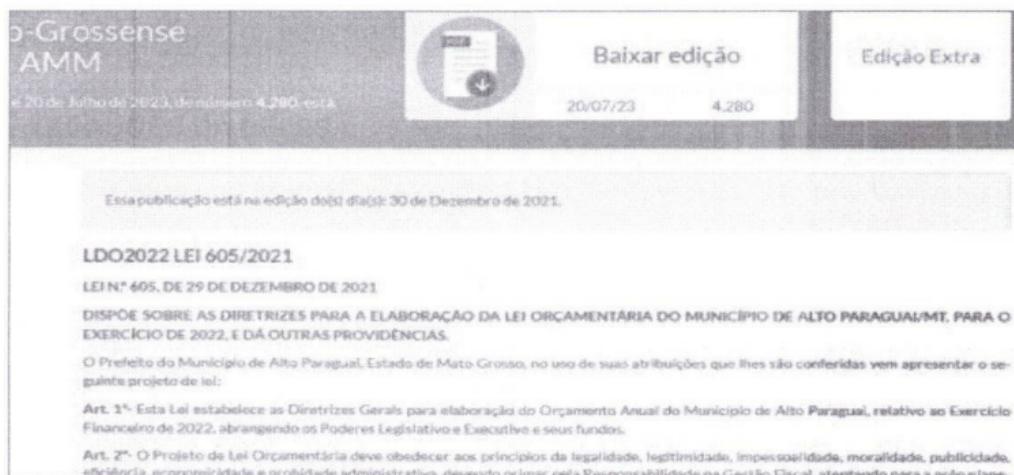 o-Grossense
AMM
e 20 de Julho de 2023, de número 4.280, está
PDF
Baixar edição
20/07/23 4.280
Edição Extra
Essa publicação está na edição do(s) dia(s): 30 de Dezembro de 2021.
LDO2022 LEI 605/2021
LEI N.º 605, DE 29 DE DEZEMBRO DE 2021
DISPÕE SOBRE AS DIRETRIZES PARA A ELABORAÇÃO DA LEI ORÇAMENTÁRIA DO MUNICÍPIO DE ALTO PARAGUAI/MT, PARA O
EXERCÍCIO DE 2022, E DÁ OUTRAS PROVIDÊNCIAS.
O Prefeito do Município de Alto Paraguai, Estado de Mato Grosso, no uso de suas atribuições que lhes são conferidas vem apresentar o se-
guinte projeto de lei:
Art. 1º- Esta Lei estabelece as Diretrizes Gerais para elaboração do Orçamento Anual do Município de Alto Paraguai, relativo ao Exercício
Financeiro de 2022, abrangendo os Poderes Legislativo e Executivo e seus fundos.
Art. 2º- O Projeto de Lei Orçamentária deve obedecer aos princípios da legalidade, legitimidade, impessoalidade, moralidade, publicidade,
eficiência, economicidade e probidade administrativa, devendo primar pela Responsabilidade na Gestão Fiscal, atentando para a ação plane-